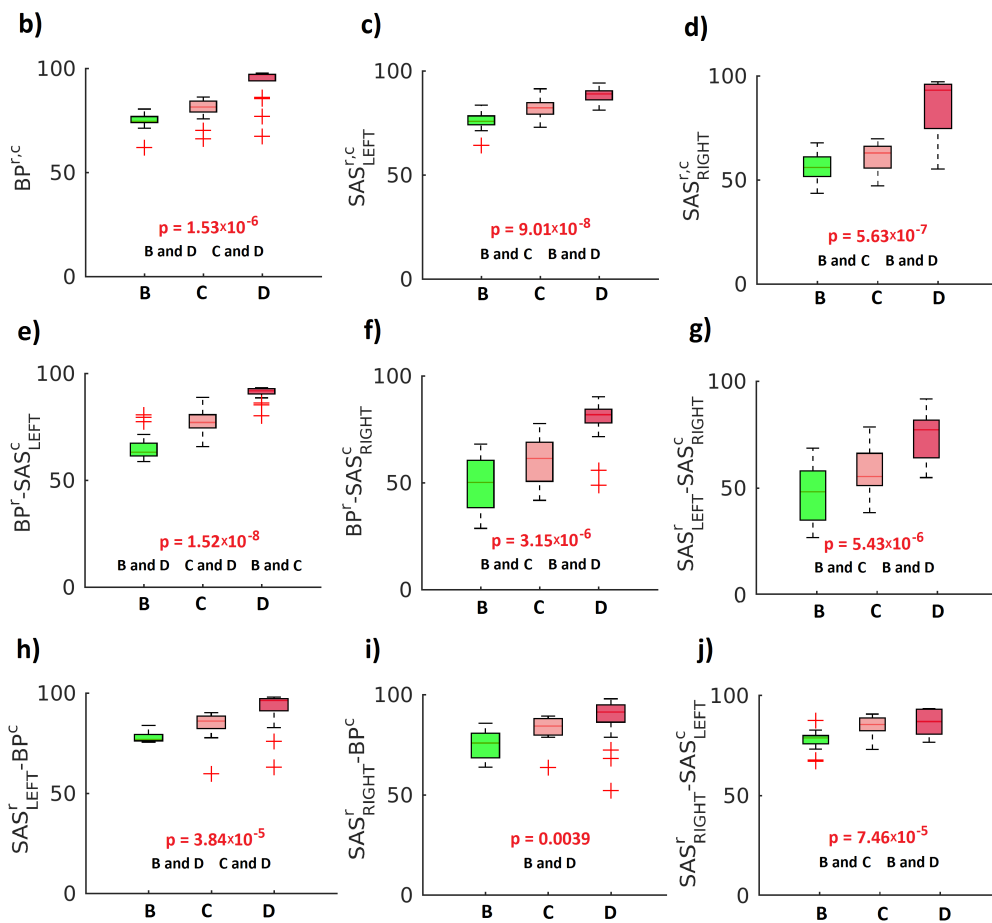 b)
100
50
0
BP^r,c
p = 1.53×10^-6
B and D C and D
B C D
c)
100
50
0
SAS^r,c_LEFT
p = 9.01×10^-8
B and C B and D
B C D
d)
100
50
0
SAS^r,c_RIGHT
p = 5.63×10^-7
B and C B and D
B C D
e)
100
50
0
BP^r-SAS^c_LEFT
p = 1.52×10^-8
B and D C and D B and C
B C D
f)
100
50
0
BP^r-SAS^c_RIGHT
p = 3.15×10^-6
B and C B and D
B C D
g)
100
50
0
SAS^r_LEFT-SAS^c_RIGHT
p = 5.43×10^-6
B and C B and D
B C D
h)
100
50
0
SAS^r_LEFT-BP^c
p = 3.84×10^-5
B and D C and D
B C D
i)
100
50
0
SAS^r_RIGHT-BP^c
p = 0.0039
B and D
B C D
j)
100
50
0
SAS^r_RIGHT-SAS^c_LEFT
p = 7.46×10^-5
B and C B and D
B C D